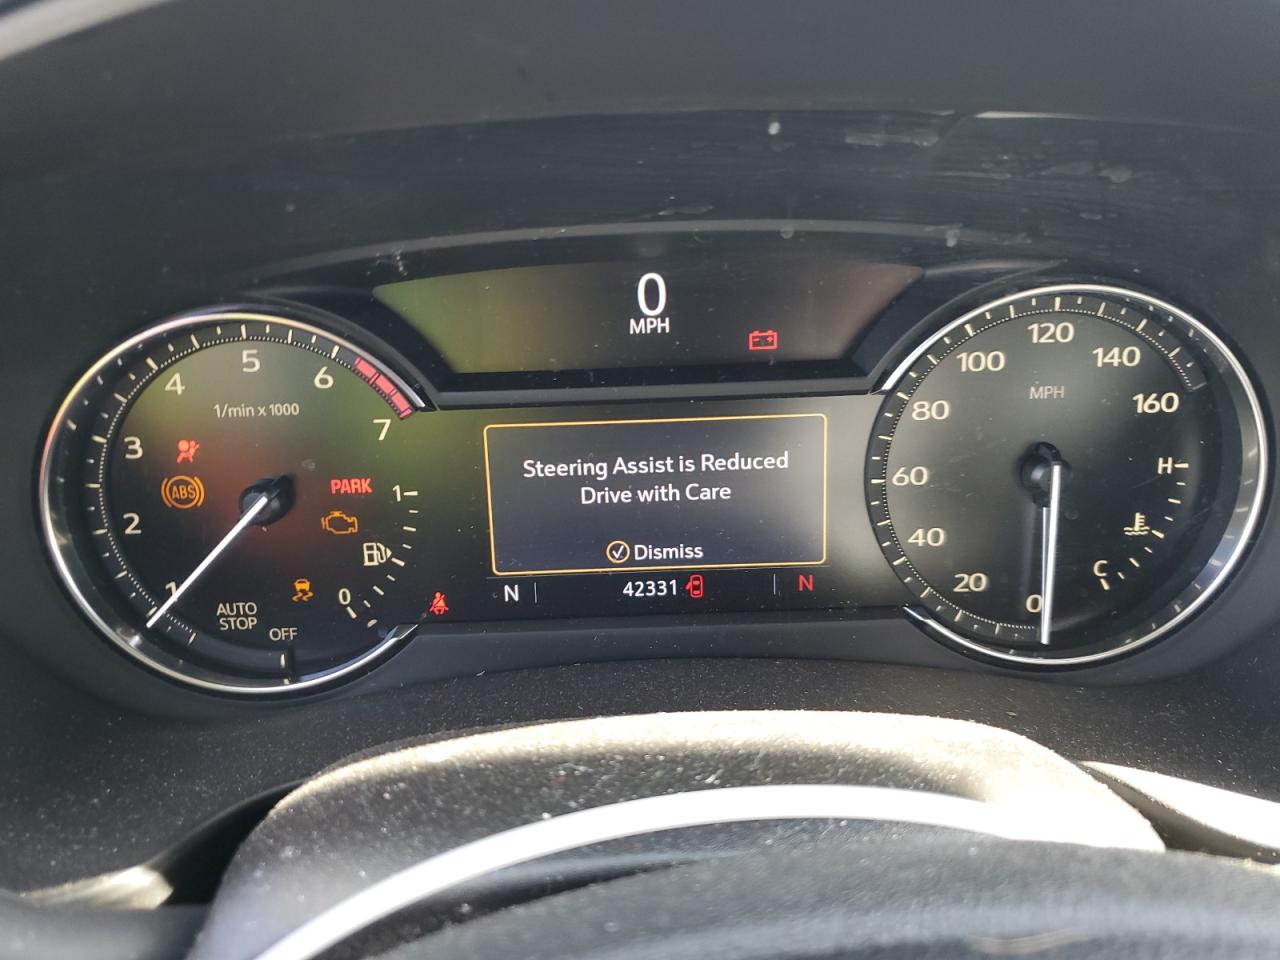 0
MPH
1/min x 1000
1
2
3
4
5
6
7
ABS
PARK
1
0
AUTO
STOP
OFF
Steering Assist is Reduced
Drive with Care
Dismiss
N
42331
N
MPH
0
20
40
60
80
100
120
140
160
H
C